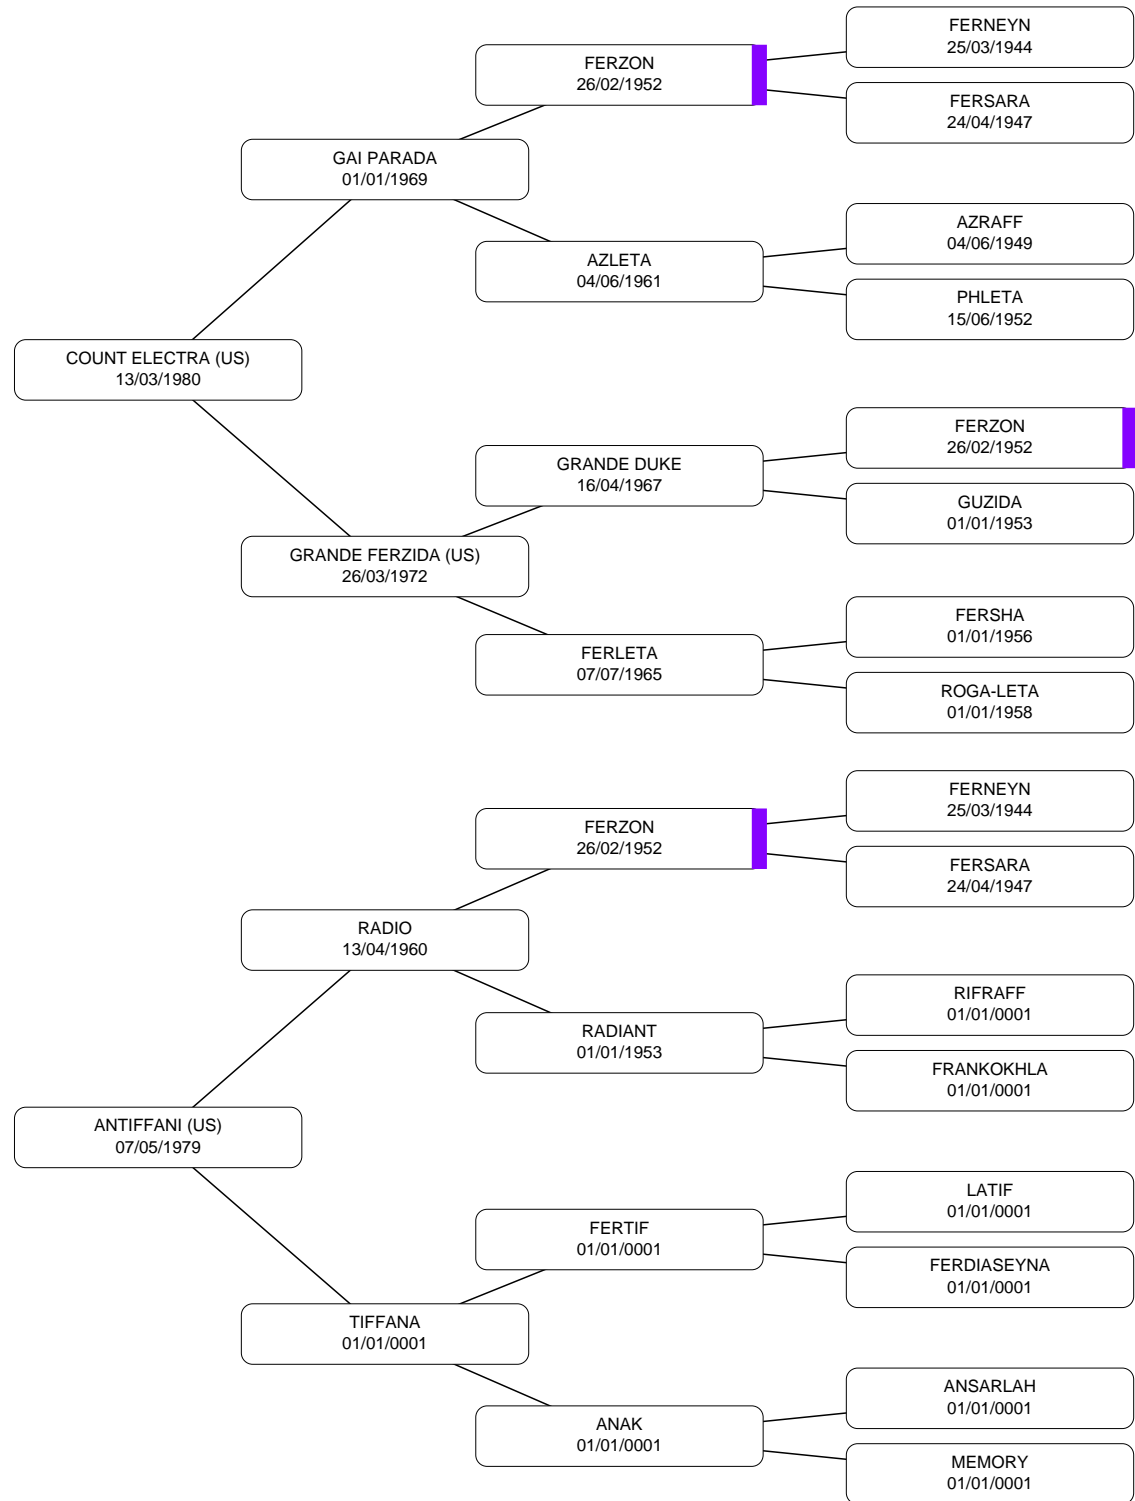 FERNEYN
25/03/1944
FERZON
26/02/1952
FERSARA
24/04/1947
GAI PARADA
01/01/1969
AZRAFF
04/06/1949
AZLETA
04/06/1961
PHLETA
15/06/1952
COUNT ELECTRA (US)
13/03/1980
FERZON
26/02/1952
GRANDE DUKE
16/04/1967
GUZIDA
01/01/1953
GRANDE FERZIDA (US)
26/03/1972
FERSHA
01/01/1956
FERLETA
07/07/1965
ROGA-LETA
01/01/1958
FERNEYN
25/03/1944
FERZON
26/02/1952
FERSARA
24/04/1947
RADIO
13/04/1960
RIFRAFF
01/01/0001
RADIANT
01/01/1953
FRANKOKHLA
01/01/0001
ANTIFFANI (US)
07/05/1979
LATIF
01/01/0001
FERTIF
01/01/0001
FERDIASEYNA
01/01/0001
TIFFANA
01/01/0001
ANSARLAH
01/01/0001
ANAK
01/01/0001
MEMORY
01/01/0001